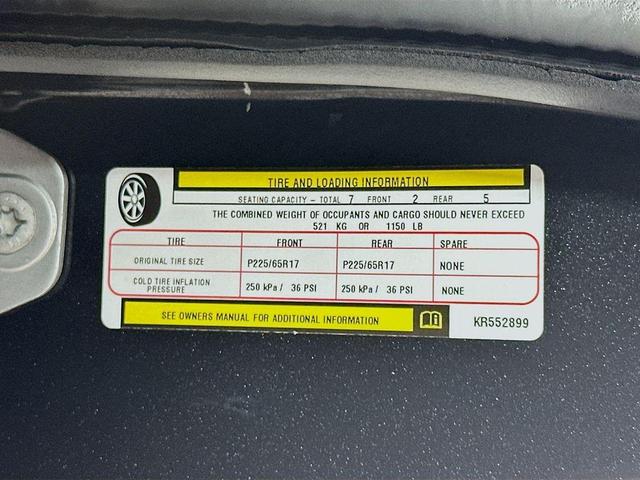 TIRE AND LOADING INFORMATION
SEATING CAPACITY - TOTAL 7 FRONT 2 REAR 5
THE COMBINED WEIGHT OF OCCUPANTS AND CARGO SHOULD NEVER EXCEED
521 KG OR 1150 LB
TIRE FRONT REAR SPARE
ORIGINAL TIRE SIZE P225/65R17 P225/65R17 NONE
COLD TIRE INFLATION PRESSURE 250 kPa / 36 PSI 250 kPa / 36 PSI NONE
SEE OWNERS MANUAL FOR ADDITIONAL INFORMATION
KR552899